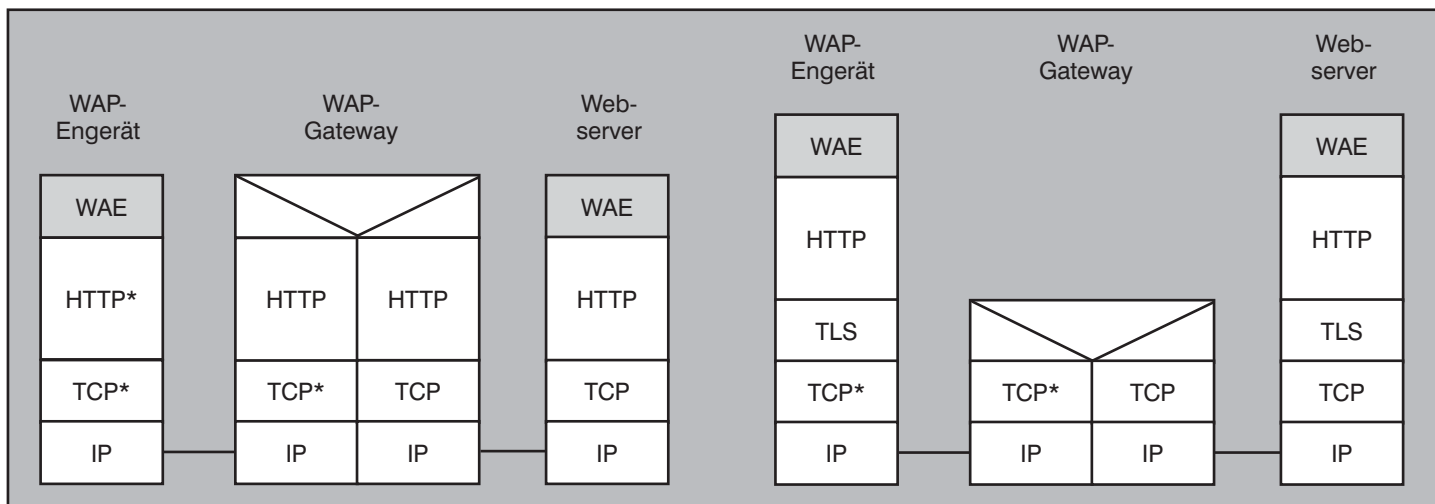 WAP-
Engerät
WAP-
Gateway
Web-
server
WAE
WAE
HTTP*
HTTP
HTTP
HTTP
TCP*
TCP*
TCP
TCP
IP
IP
IP
IP
WAP-
Engerät
WAP-
Gateway
Web-
server
WAE
WAE
HTTP
HTTP
TLS
TLS
TCP*
TCP*
TCP
TCP
IP
IP
IP
IP